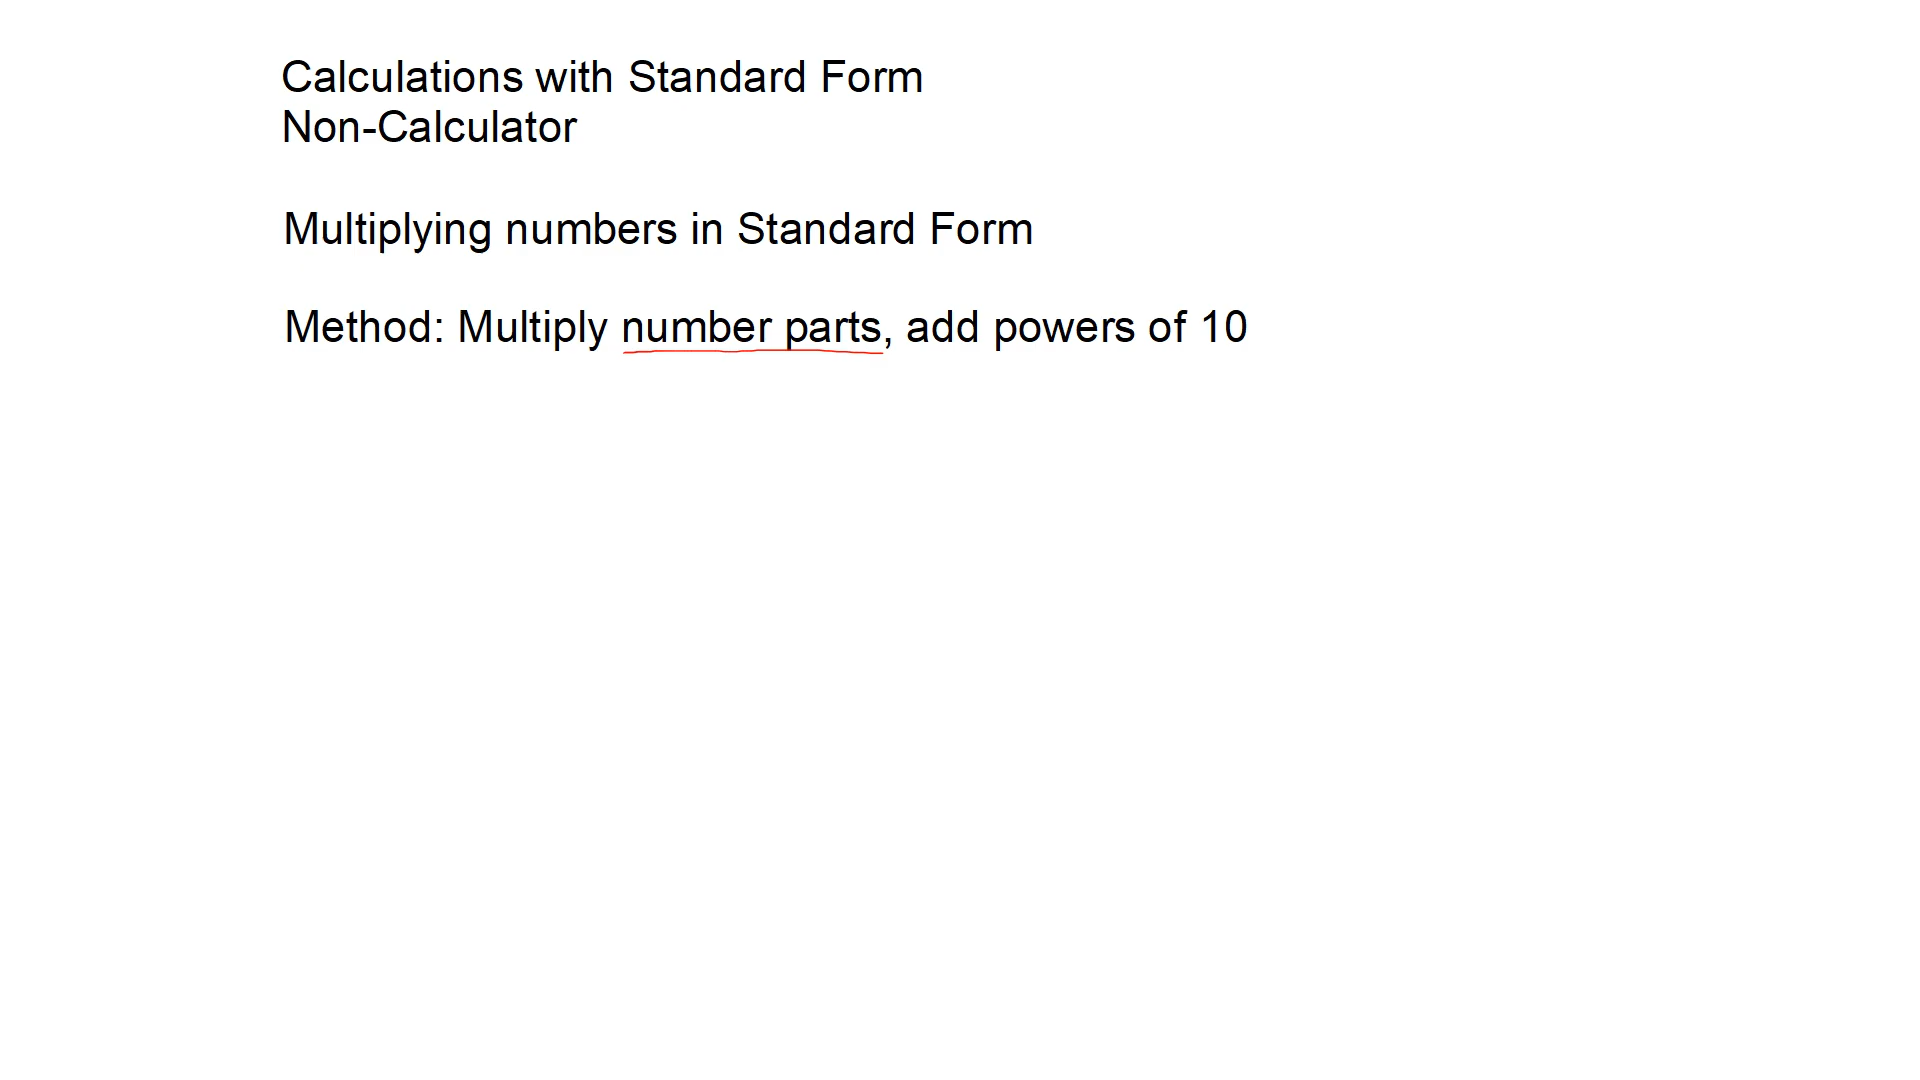 Calculations with Standard Form
Non-Calculator
Multiplying numbers in Standard Form
Method: Multiply number parts, add powers of 10